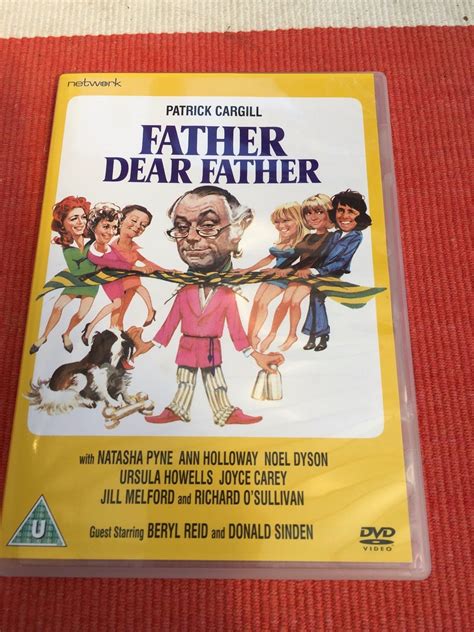 network
PATRICK CARGILL
FATHER
DEAR FATHER
with NATASHA PYNE ANN HOLLOWAY NOEL DYSON
URSULA HOWELLS JOYCE CAREY
JILL MELFORD and RICHARD O'SULLIVAN
Guest Starring BERYL REID and DONALD SINDEN
U
DVD
VIDEO